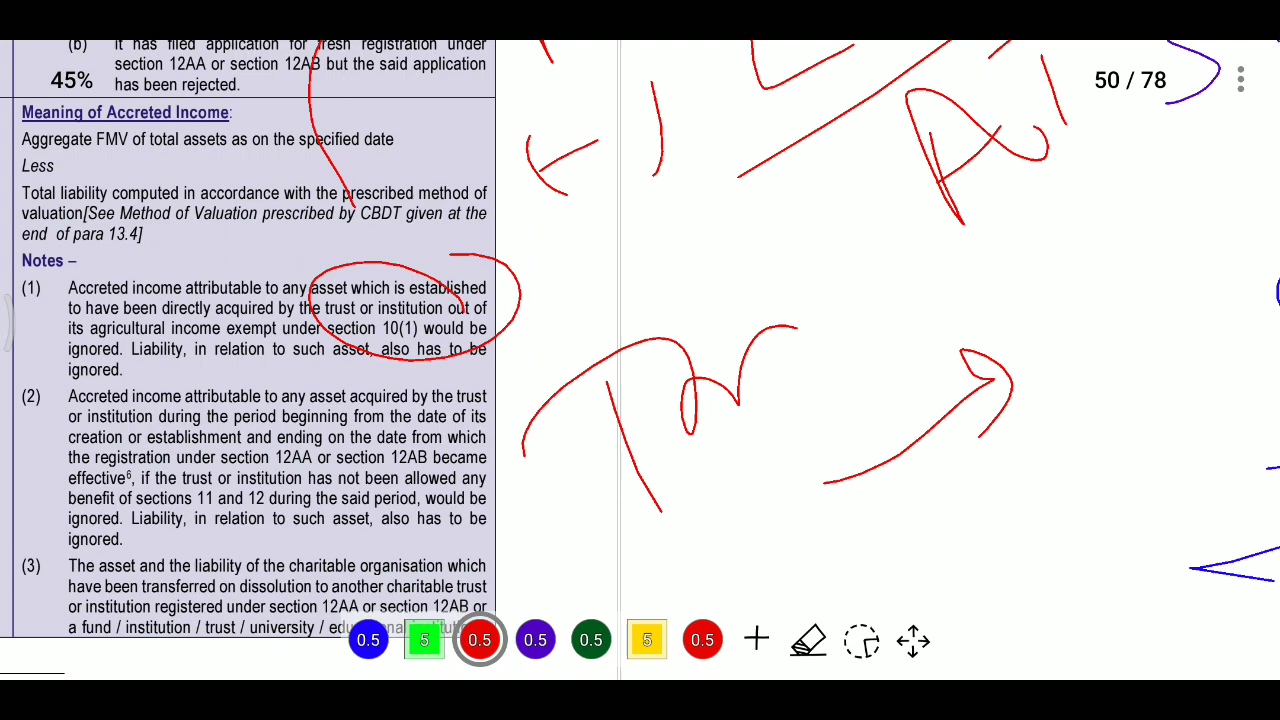 (b) it has filed application for fresh registration under
section 12AA or section 12AB but the said application
has been rejected.
45%
50 / 78
Meaning of Accreted Income:
Aggregate FMV of total assets as on the specified date
Less
Total liability computed in accordance with the prescribed method of
valuation[See Method of Valuation prescribed by CBDT given at the
end of para 13.4]
Notes –
(1) Accreted income attributable to any asset which is established
to have been directly acquired by the trust or institution out of
its agricultural income exempt under section 10(1) would be
ignored. Liability, in relation to such asset, also has to be
ignored.
(2) Accreted income attributable to any asset acquired by the trust
or institution during the period beginning from the date of its
creation or establishment and ending on the date from which
the registration under section 12AA or section 12AB became
effective6, if the trust or institution has not been allowed any
benefit of sections 11 and 12 during the said period, would be
ignored. Liability, in relation to such asset, also has to be
ignored.
(3) The asset and the liability of the charitable organisation which
have been transferred on dissolution to another charitable trust
or institution registered under section 12AA or section 12AB or
a fund / institution / trust / university /
0.5 5 0.5 0.5 0.5 5 0.5